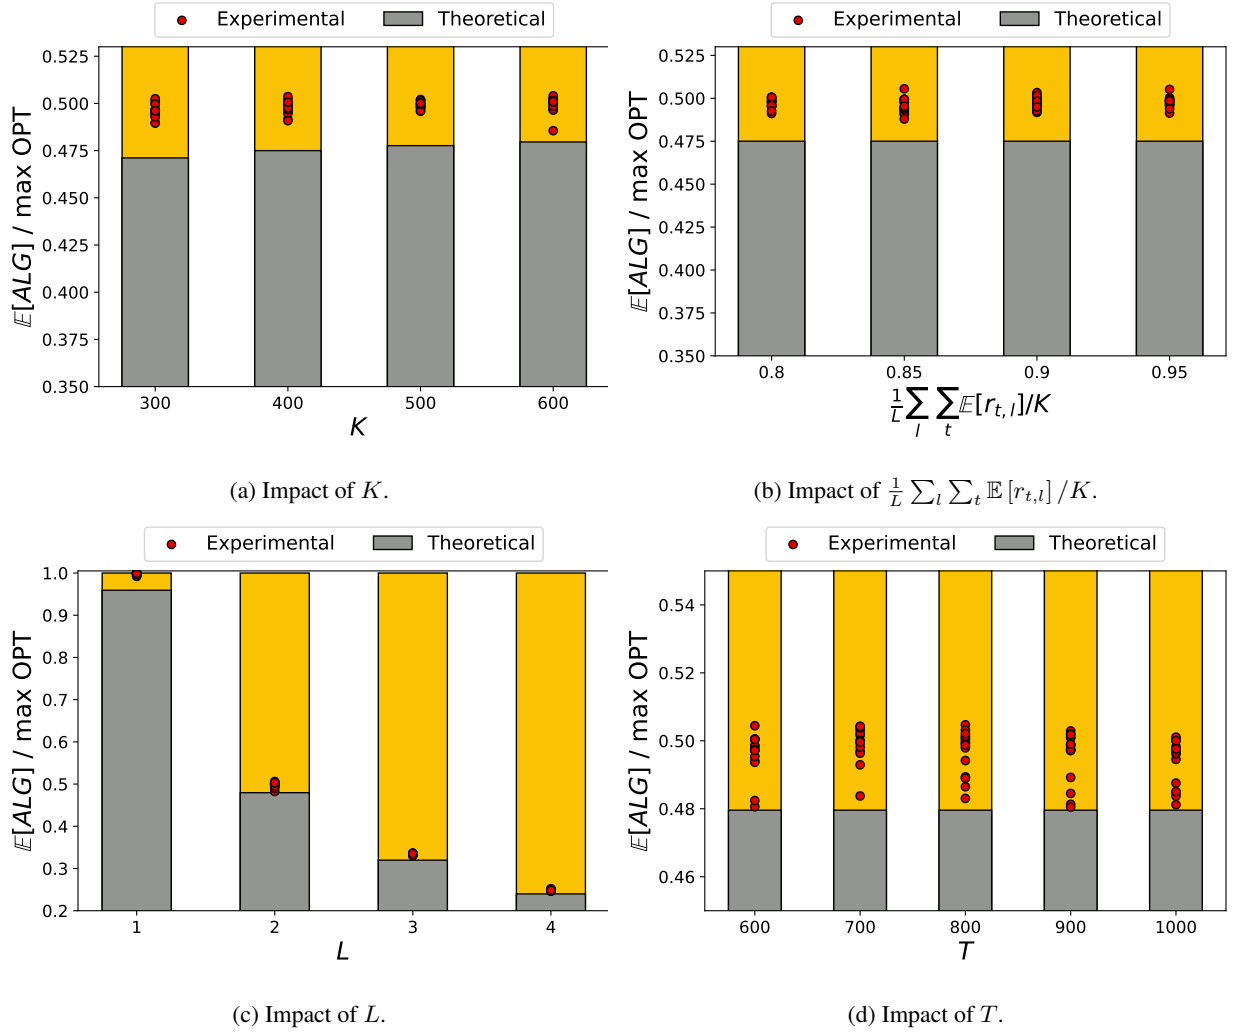 Experimental Theoretical
𝔼[ALG] / max OPT
0.525
0.500
0.475
0.450
0.425
0.400
0.375
0.350
300 400 500 600
K
(a) Impact of K.
Experimental Theoretical
𝔼[ALG] / max OPT
0.525
0.500
0.475
0.450
0.425
0.400
0.375
0.350
0.8 0.85 0.9 0.95
1/L ∑_l ∑_t 𝔼[r_{t,l}]/K
(b) Impact of 1/L ∑_l ∑_t 𝔼 [r_{t,l}] /K.
Experimental Theoretical
𝔼[ALG] / max OPT
1.0
0.9
0.8
0.7
0.6
0.5
0.4
0.3
0.2
1 2 3 4
L
(c) Impact of L.
Experimental Theoretical
𝔼[ALG] / max OPT
0.54
0.52
0.50
0.48
0.46
600 700 800 900 1000
T
(d) Impact of T.